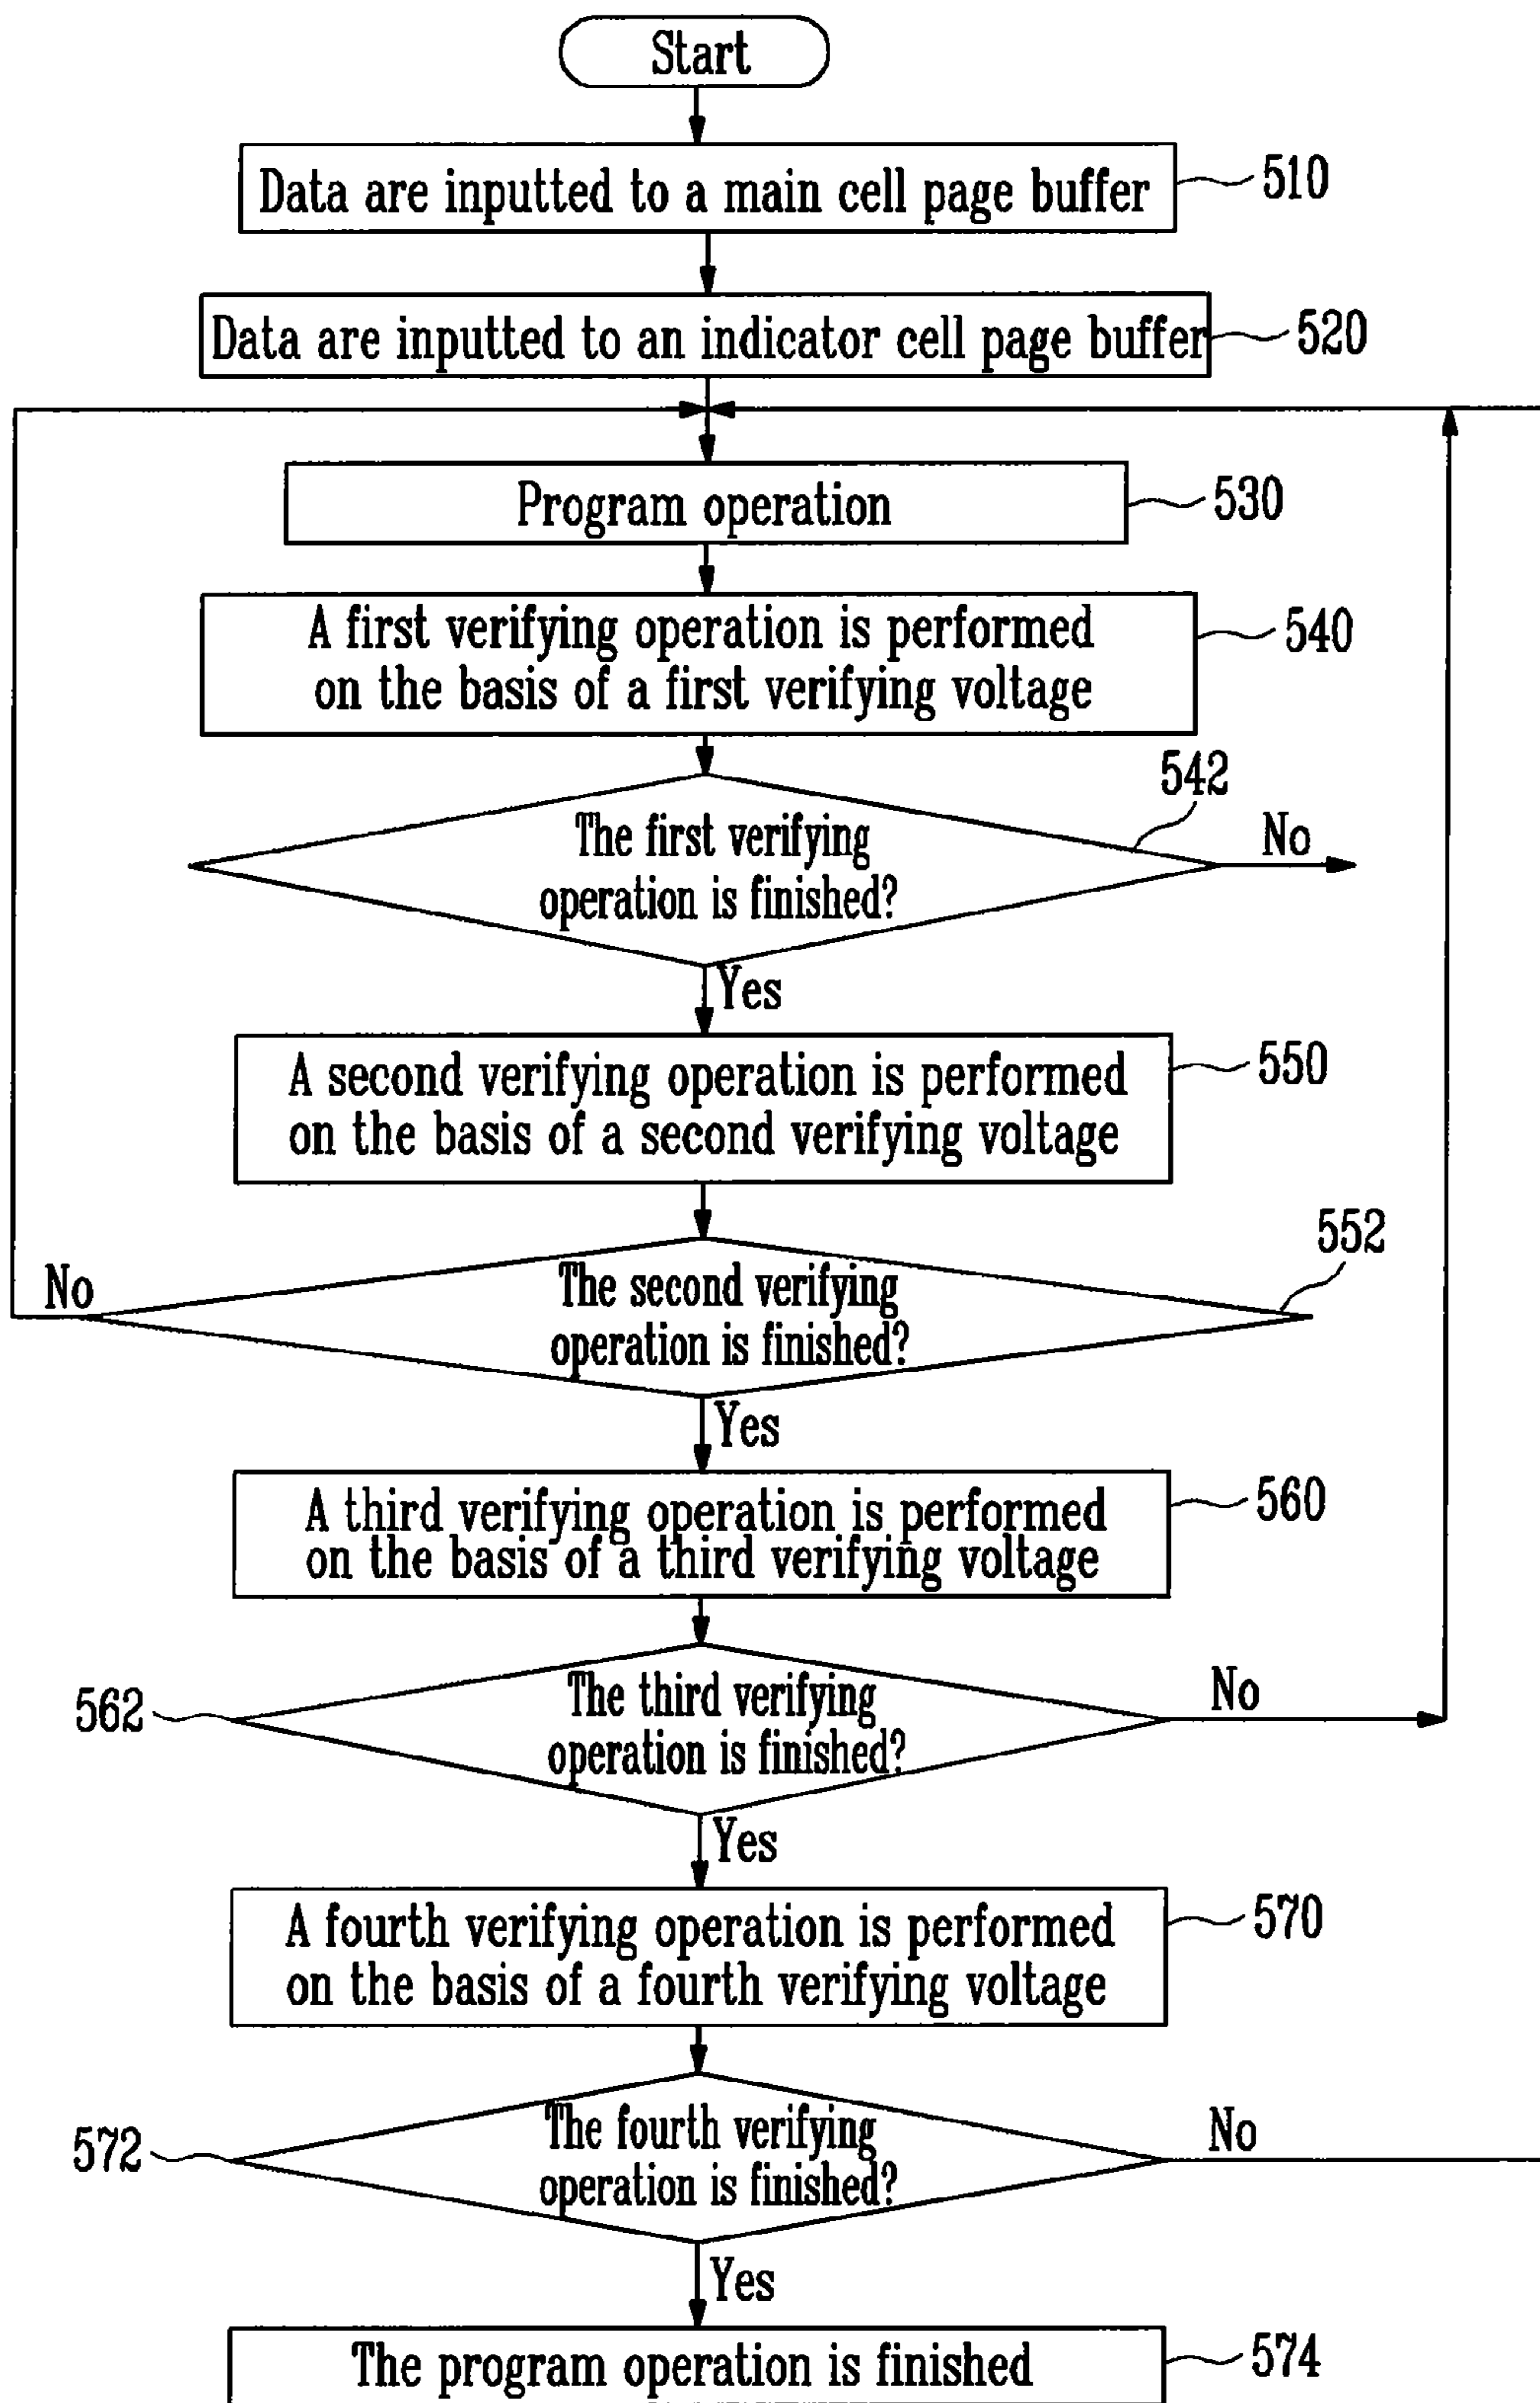 Start
Data are inputted to a main cell page buffer
510
Data are inputted to an indicator cell page buffer
520
Program operation
530
A first verifying operation is performed
on the basis of a first verifying voltage
540
542
The first verifying
operation is finished?
No
Yes
A second verifying operation is performed
on the basis of a second verifying voltage
550
552
No
The second verifying
operation is finished?
Yes
A third verifying operation is performed
on the basis of a third verifying voltage
560
562
The third verifying
operation is finished?
No
Yes
A fourth verifying operation is performed
on the basis of a fourth verifying voltage
570
572
The fourth verifying
operation is finished?
No
Yes
The program operation is finished
574